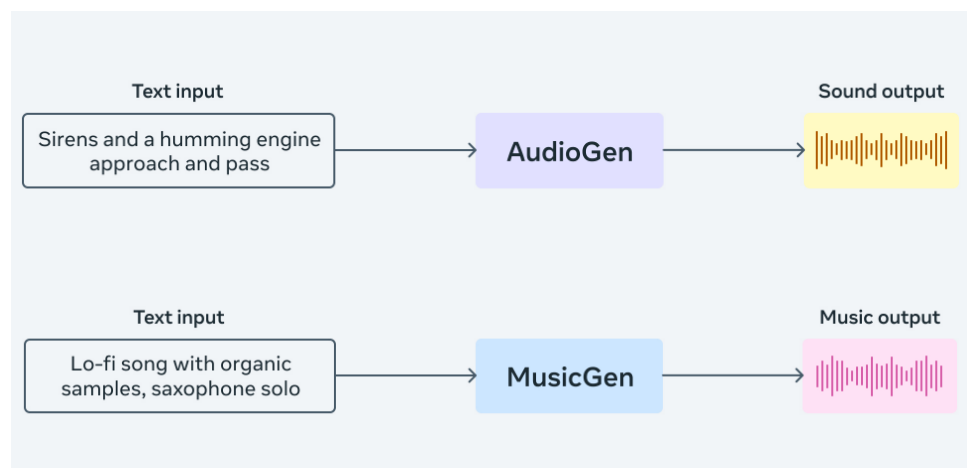 Text input
Sound output
Sirens and a humming engine
approach and pass
AudioGen
Text input
Music output
Lo-fi song with organic
samples, saxophone solo
MusicGen